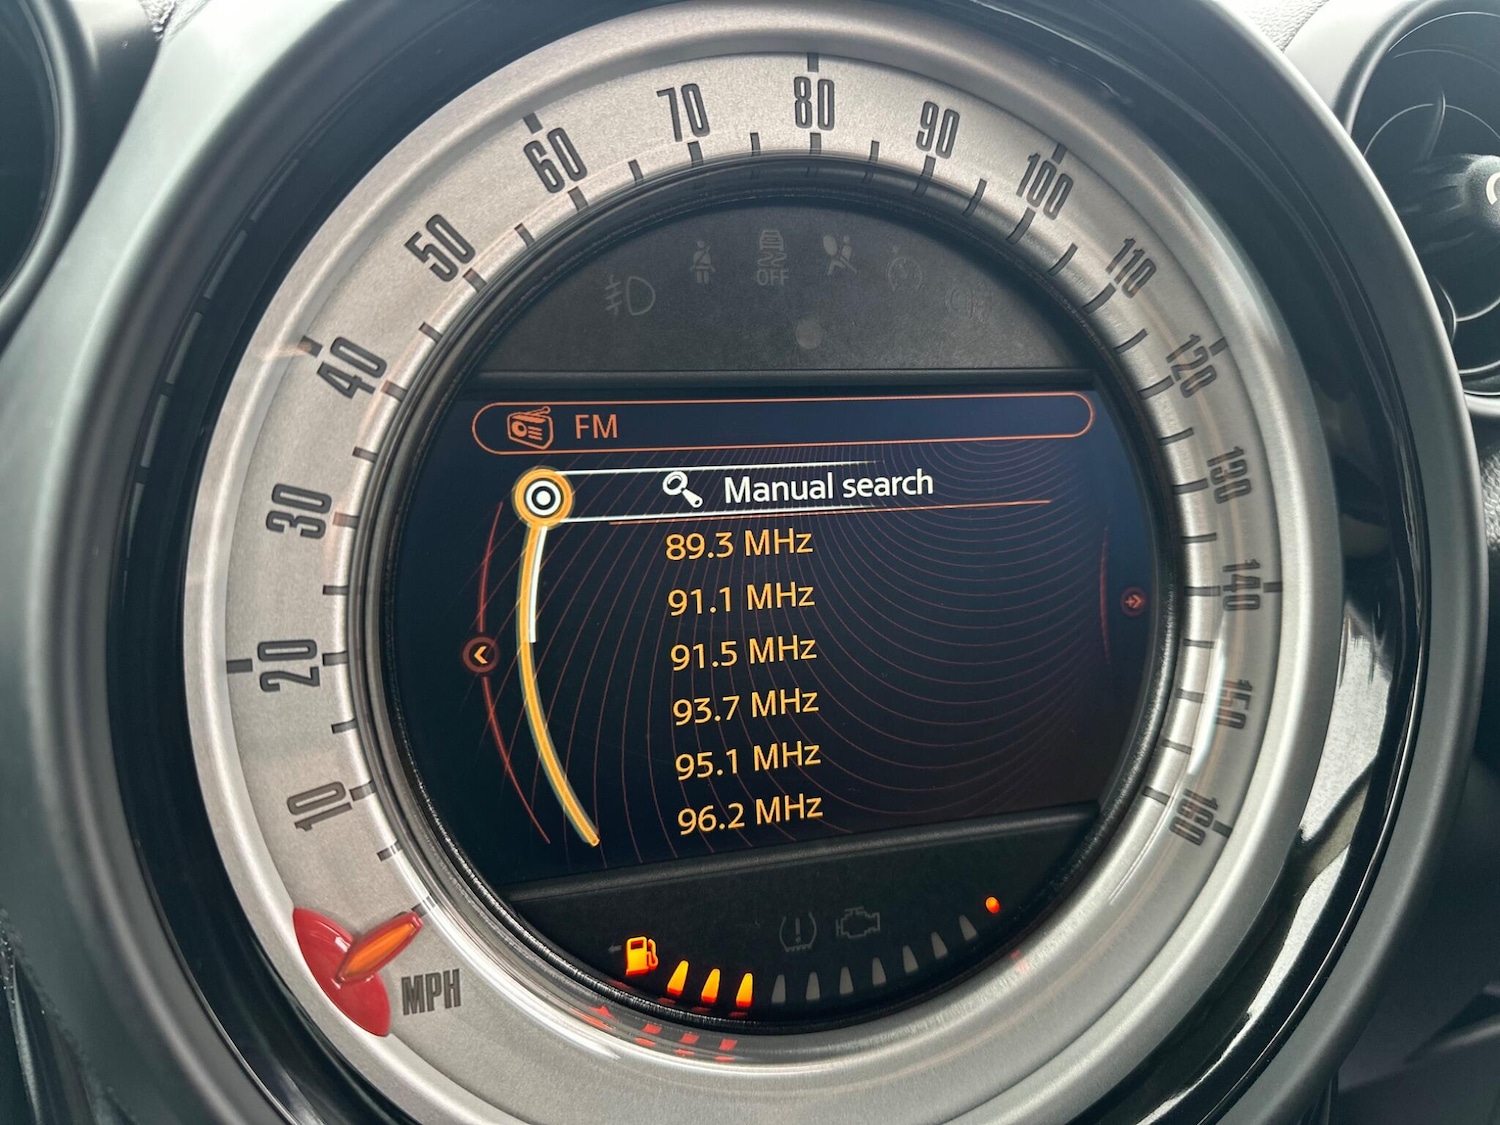 10
20
30
40
50
60
70
80
90
100
110
120
130
140
150
160
MPH
OFF
FM
Manual search
89.3 MHz
91.1 MHz
91.5 MHz
93.7 MHz
95.1 MHz
96.2 MHz